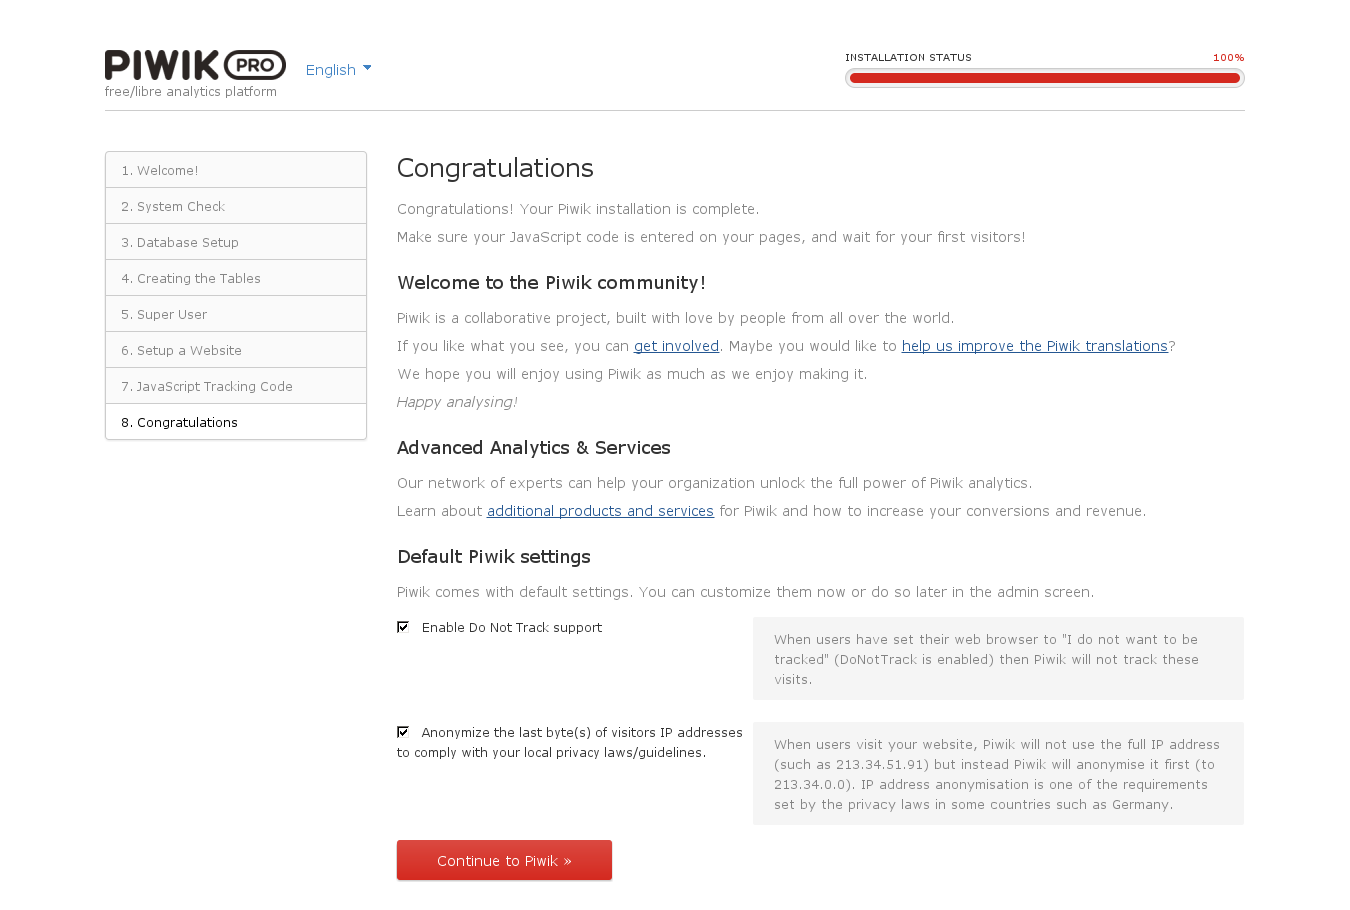 PIWIK PRO
free/libre analytics platform
English
INSTALLATION STATUS
100%
1. Welcome!
2. System Check
3. Database Setup
4. Creating the Tables
5. Super User
6. Setup a Website
7. JavaScript Tracking Code
8. Congratulations
Congratulations
Congratulations! Your Piwik installation is complete.
Make sure your JavaScript code is entered on your pages, and wait for your first visitors!
Welcome to the Piwik community!
Piwik is a collaborative project, built with love by people from all over the world.
If you like what you see, you can get involved. Maybe you would like to help us improve the Piwik translations?
We hope you will enjoy using Piwik as much as we enjoy making it.
Happy analysing!
Advanced Analytics & Services
Our network of experts can help your organization unlock the full power of Piwik analytics.
Learn about additional products and services for Piwik and how to increase your conversions and revenue.
Default Piwik settings
Piwik comes with default settings. You can customize them now or do so later in the admin screen.
Enable Do Not Track support
When users have set their web browser to "I do not want to be
tracked" (DoNotTrack is enabled) then Piwik will not track these
visits.
Anonymize the last byte(s) of visitors IP addresses
to comply with your local privacy laws/guidelines.
When users visit your website, Piwik will not use the full IP address
(such as 213.34.51.91) but instead Piwik will anonymise it first (to
213.34.0.0). IP address anonymisation is one of the requirements
set by the privacy laws in some countries such as Germany.
Continue to Piwik »